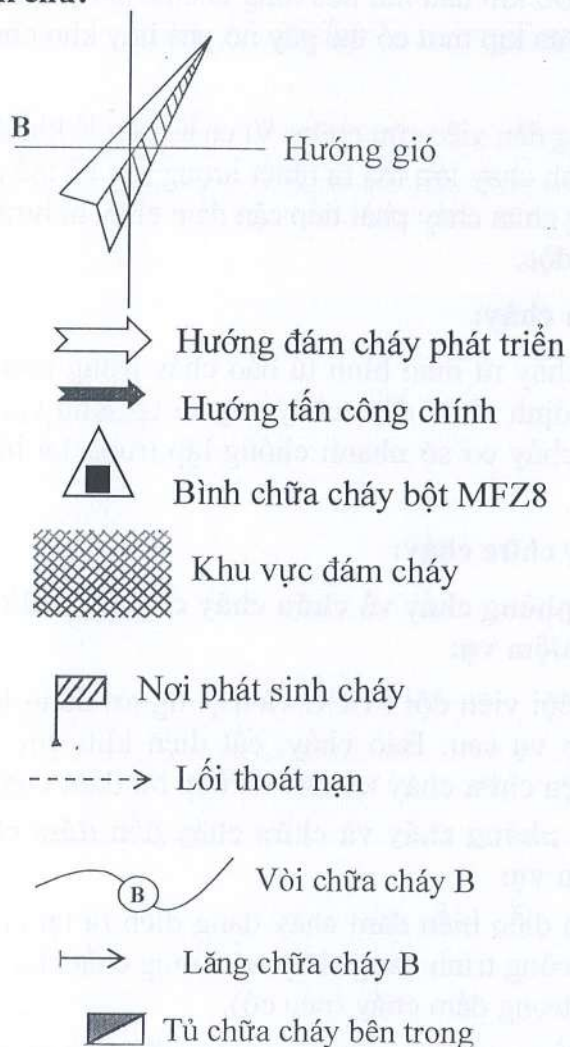 B
Hướng gió
Hướng đám cháy phát triển
Hướng tấn công chính
Bình chữa cháy bột MFZ8
Khu vực đám cháy
Nơi phát sinh cháy
Lối thoát nạn
B
Vòi chữa cháy B
Lăng chữa cháy B
Tủ chữa cháy bên trong